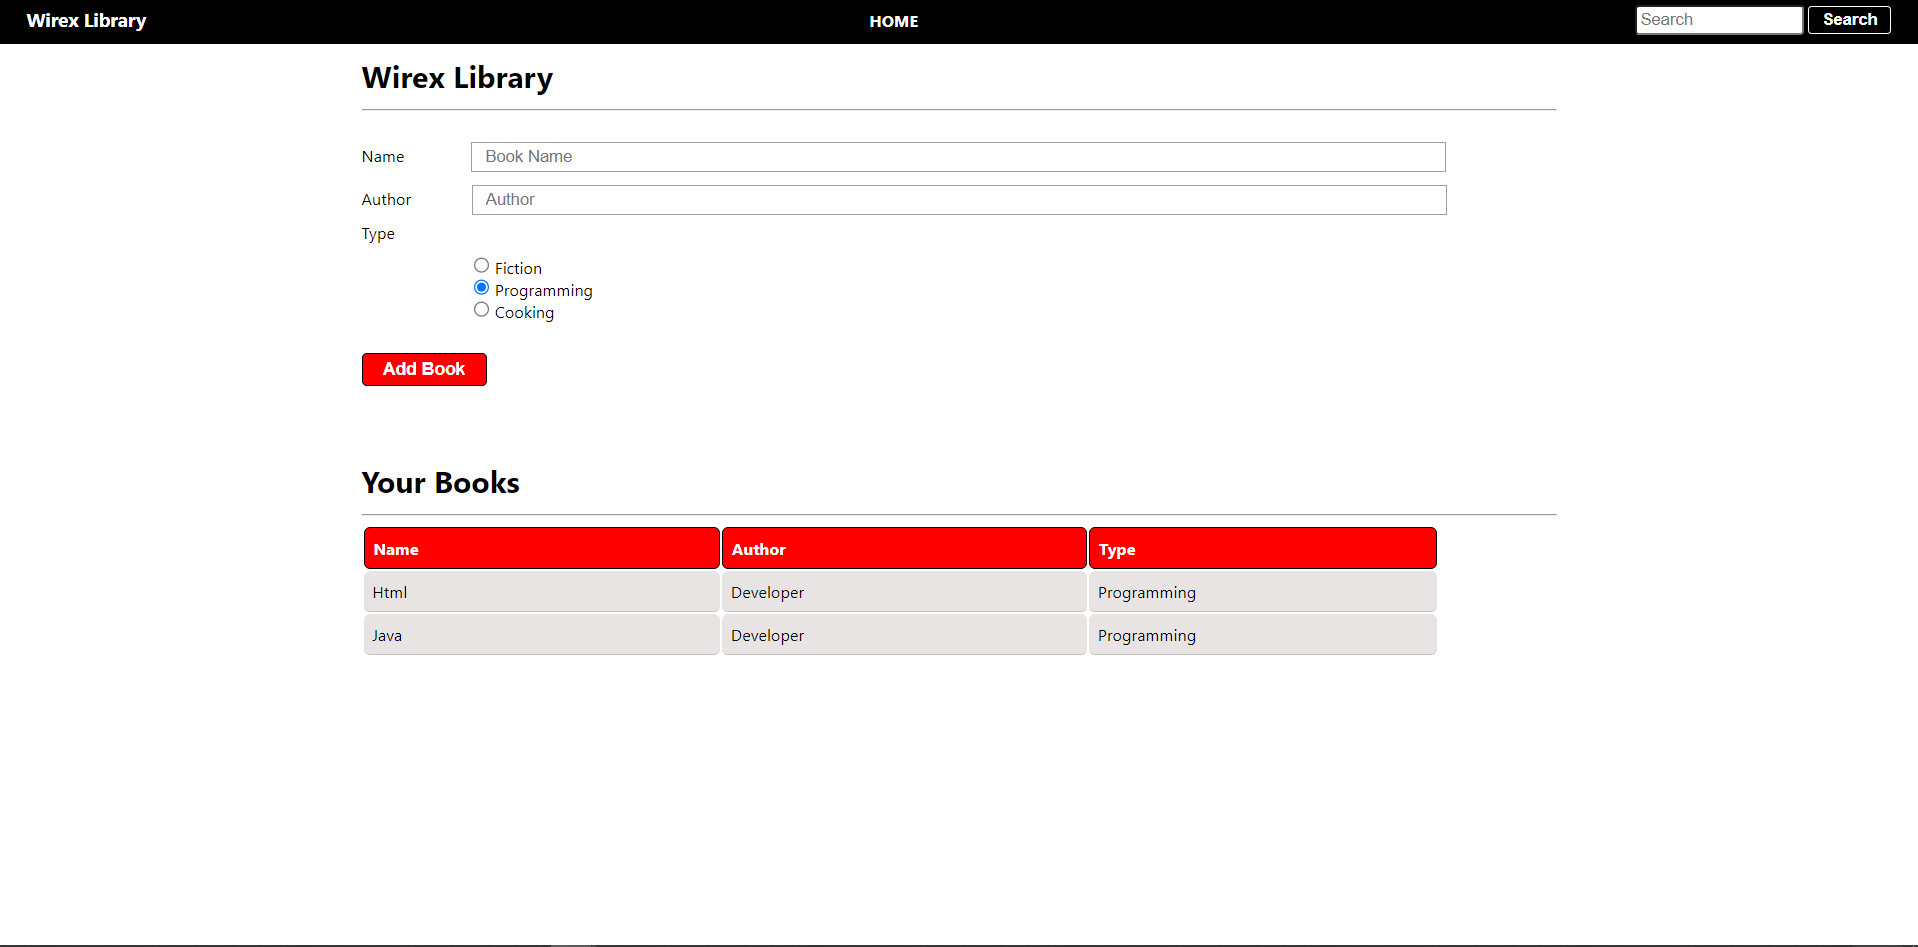 Wirex Library HOME Search Search
Wirex Library
Name Book Name
Author Author
Type
Fiction
Programming
Cooking
Add Book
Your Books
Name Author Type
Html Developer Programming
Java Developer Programming